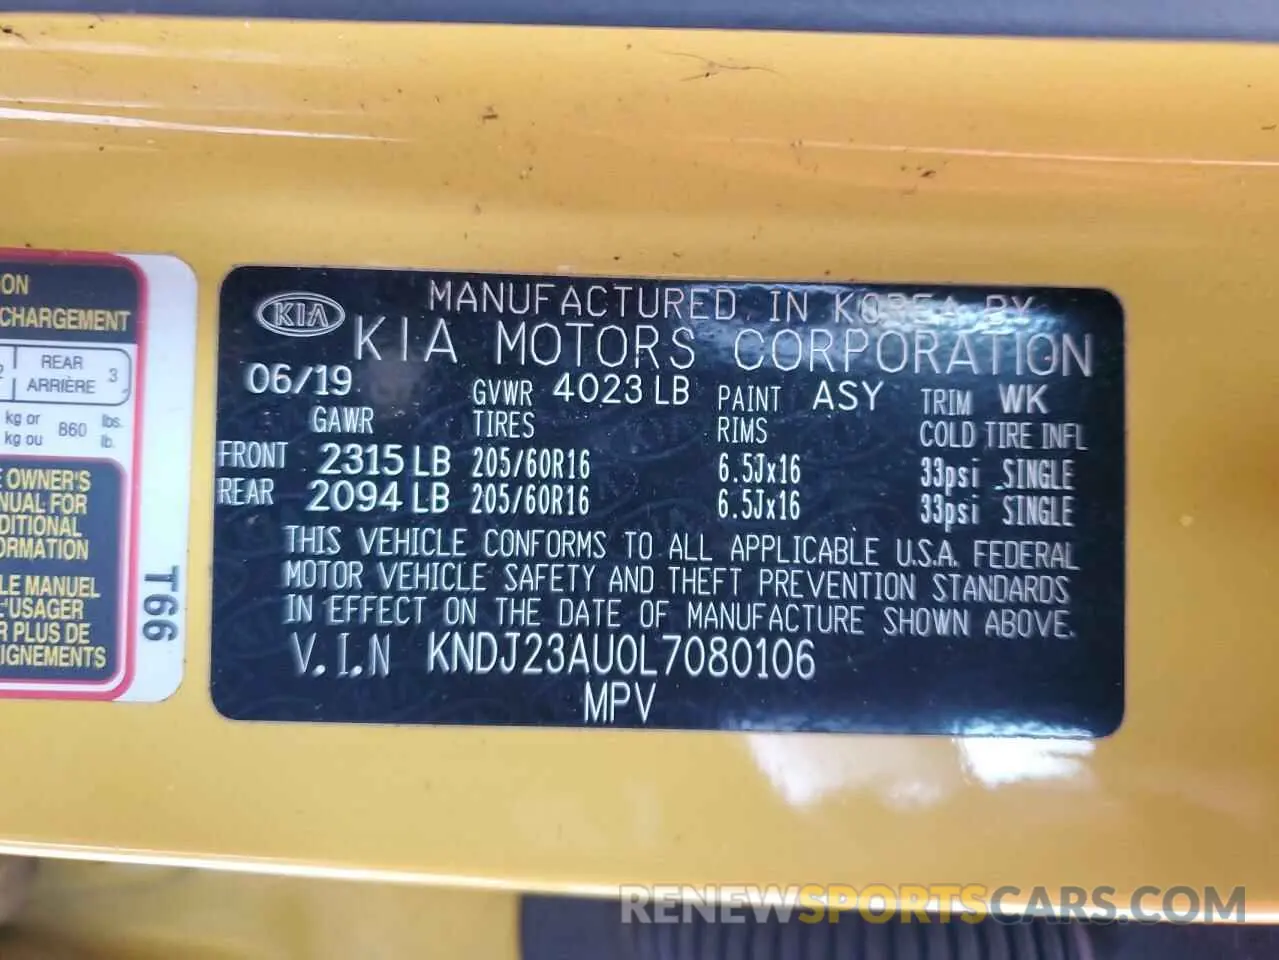 ON
CHARGEMENT
2 REAR 3
ARRIÈRE
kg or 860 lbs.
kg ou lb.
E OWNER'S
ANUAL FOR
DDITIONAL
ORMATION
LE MANUEL
L'USAGER
R PLUS DE
IGNEMENTS
T66
KIA
MANUFACTURED IN KOREA BY
KIA MOTORS CORPORATION
06/19 GVWR 4023 LB PAINT ASY TRIM WK
GAWR TIRES RIMS COLD TIRE INFL
FRONT 2315 LB 205/60R16 6.5Jx16 33psi SINGLE
REAR 2094 LB 205/60R16 6.5Jx16 33psi SINGLE
THIS VEHICLE CONFORMS TO ALL APPLICABLE U.S.A. FEDERAL
MOTOR VEHICLE SAFETY AND THEFT PREVENTION STANDARDS
IN EFFECT ON THE DATE OF MANUFACTURE SHOWN ABOVE.
V.I.N KNDJ23AU0L7080106
MPV
RENEWSPORTSCARS.COM